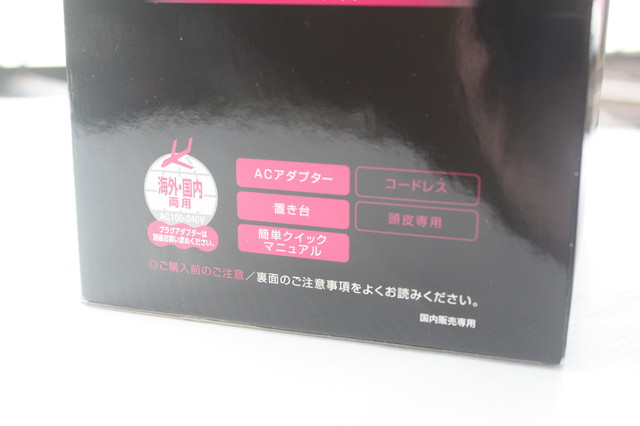 海外・国内
両用
AC100-240V
プラグアダプターは
別途お買い求めください。
ACアダプター
置き台
簡単クイック
マニュアル
コードレス
頭皮専用
◎ご購入前のご注意／裏面のご注意事項をよくお読みください。
国内販売専用